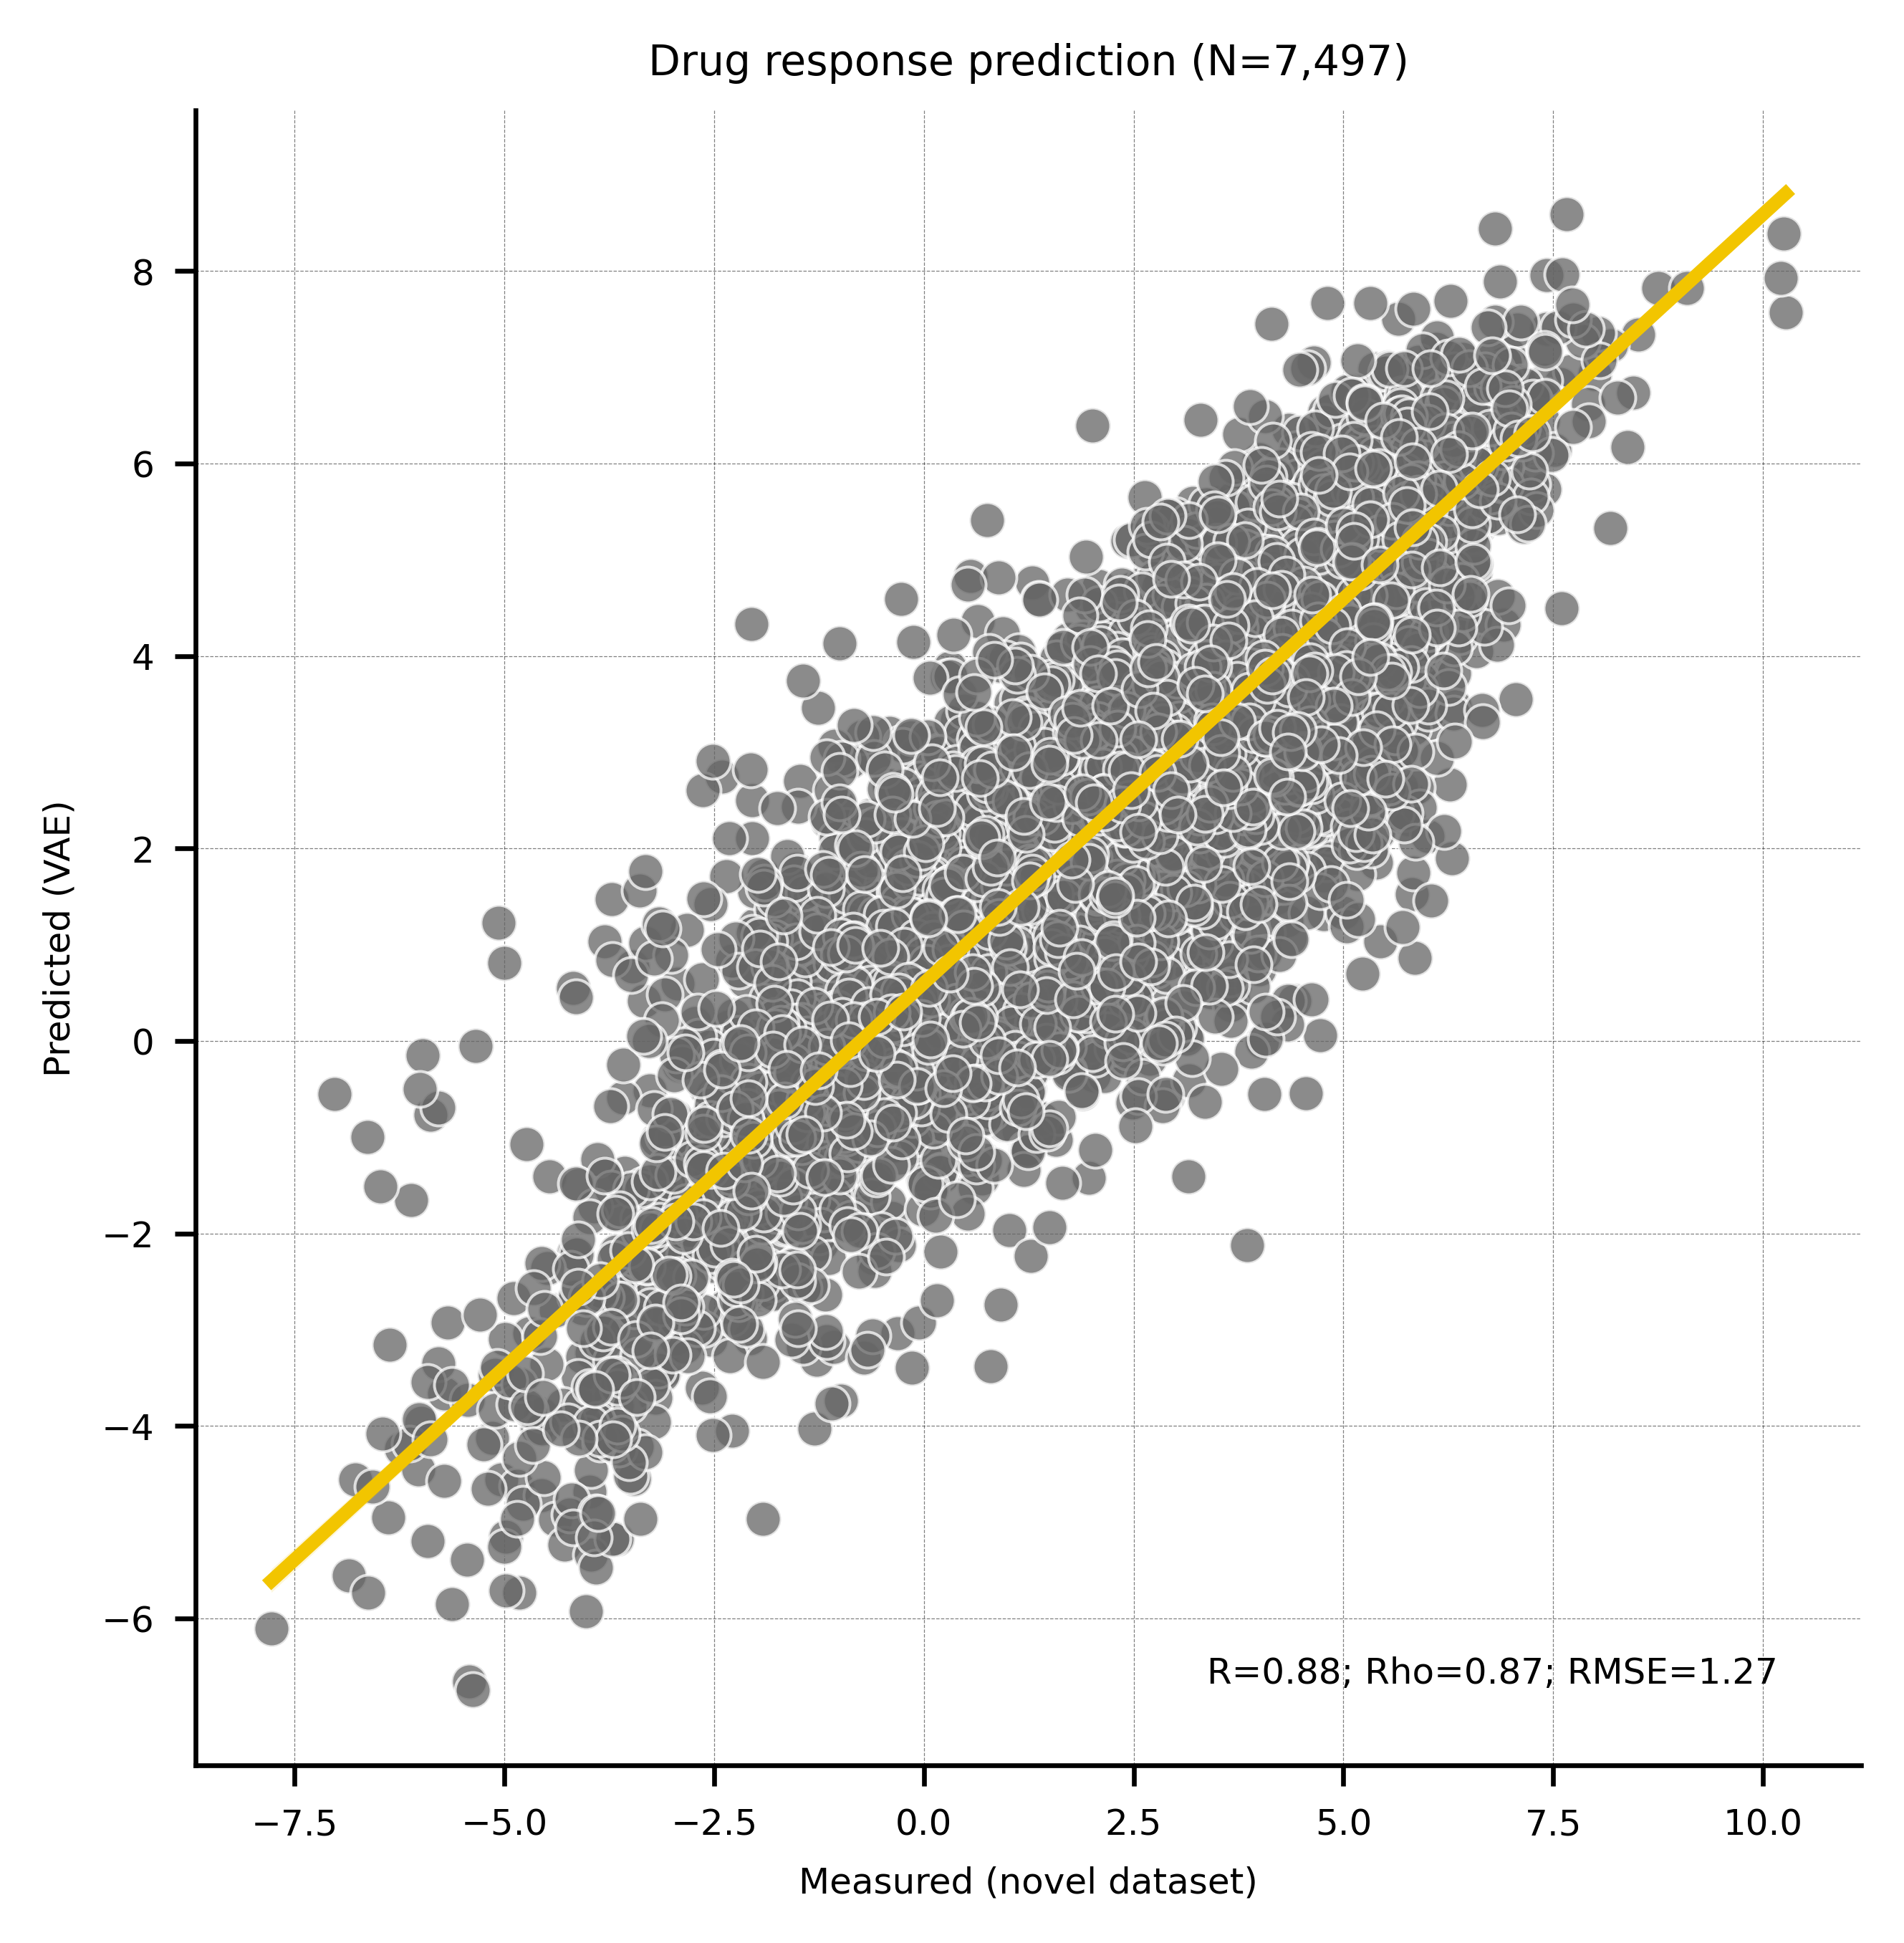 Drug response prediction (N=7,497)
8
6
4
2
0
−2
−4
−6
Predicted (VAE)
R=0.88; Rho=0.87; RMSE=1.27
−7.5 −5.0 −2.5 0.0 2.5 5.0 7.5 10.0
Measured (novel dataset)